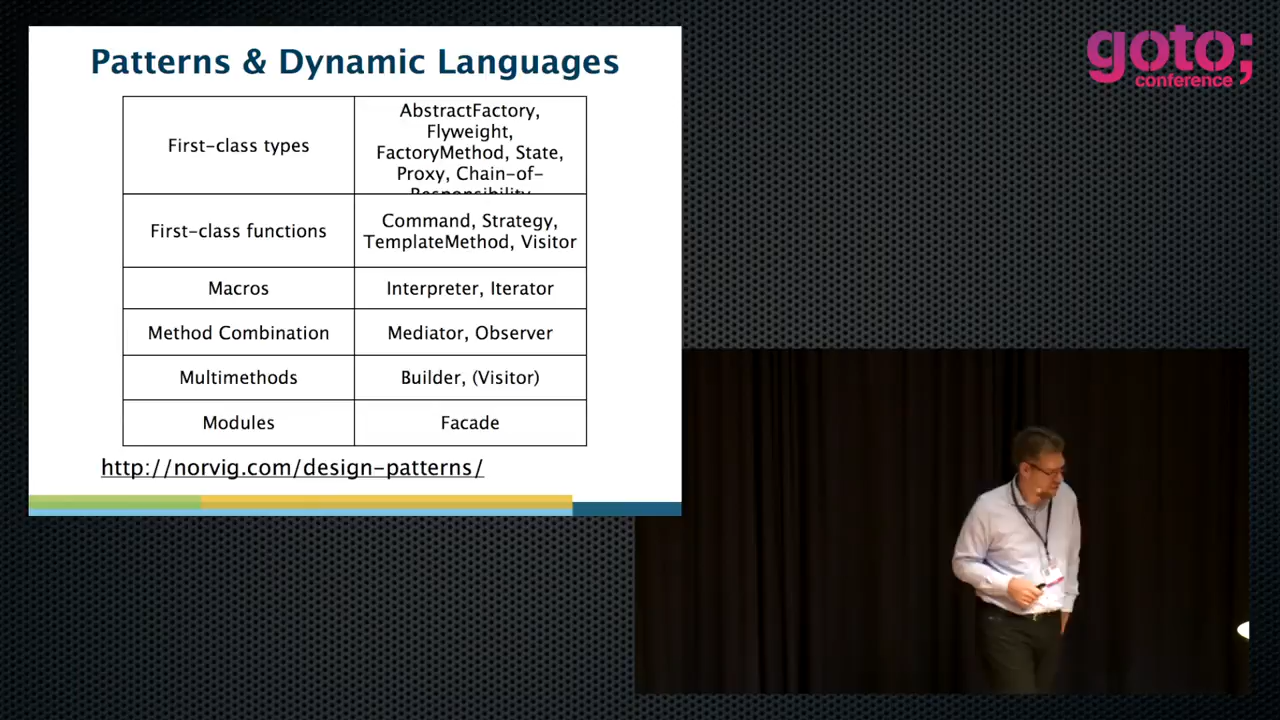 Patterns & Dynamic Languages
First-class types
AbstractFactory,
Flyweight,
FactoryMethod, State,
Proxy, Chain-of-
Responsibility
First-class functions
Command, Strategy,
TemplateMethod, Visitor
Macros
Interpreter, Iterator
Method Combination
Mediator, Observer
Multimethods
Builder, (Visitor)
Modules
Facade
http://norvig.com/design-patterns/
goto;
conference